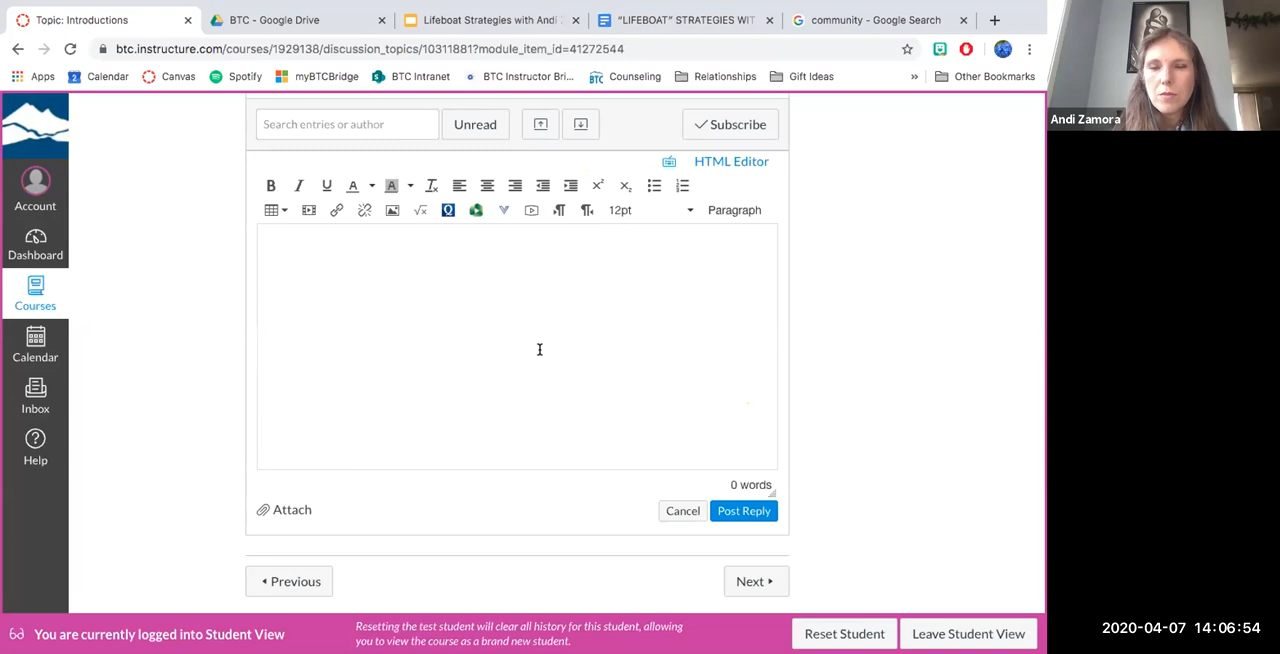 Topic: Introductions
BTC - Google Drive
Lifeboat Strategies with Andi
"LIFEBOAT" STRATEGIES WIT
community - Google Search
btc.instructure.com/courses/1929138/discussion_topics/10311881?module_item_id=41272544
Apps
Calendar
Canvas
Spotify
myBTCBridge
BTC Intranet
BTC Instructor Bri...
Counseling
Relationships
Gift Ideas
»
Other Bookmarks
Andi Zamora
Search entries or author
Unread
Subscribe
HTML Editor
12pt
Paragraph
Account
Dashboard
Courses
Calendar
Inbox
Help
0 words
Attach
Cancel
Post Reply
Previous
Next
You are currently logged into Student View
Resetting the test student will clear all history for this student, allowing
you to view the course as a brand new student.
Reset Student
Leave Student View
2020-04-07 14:06:54